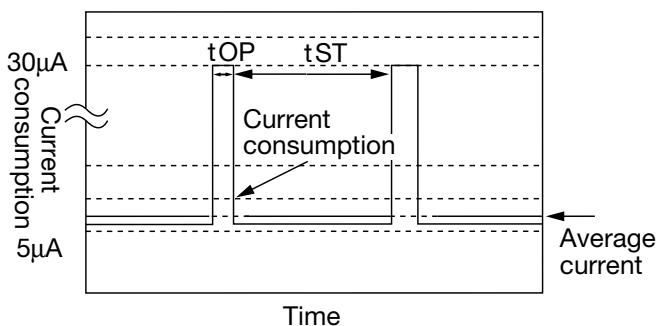 tOP tST
30μA
Current
consumption
Current
consumption
5μA
Average
current
Time